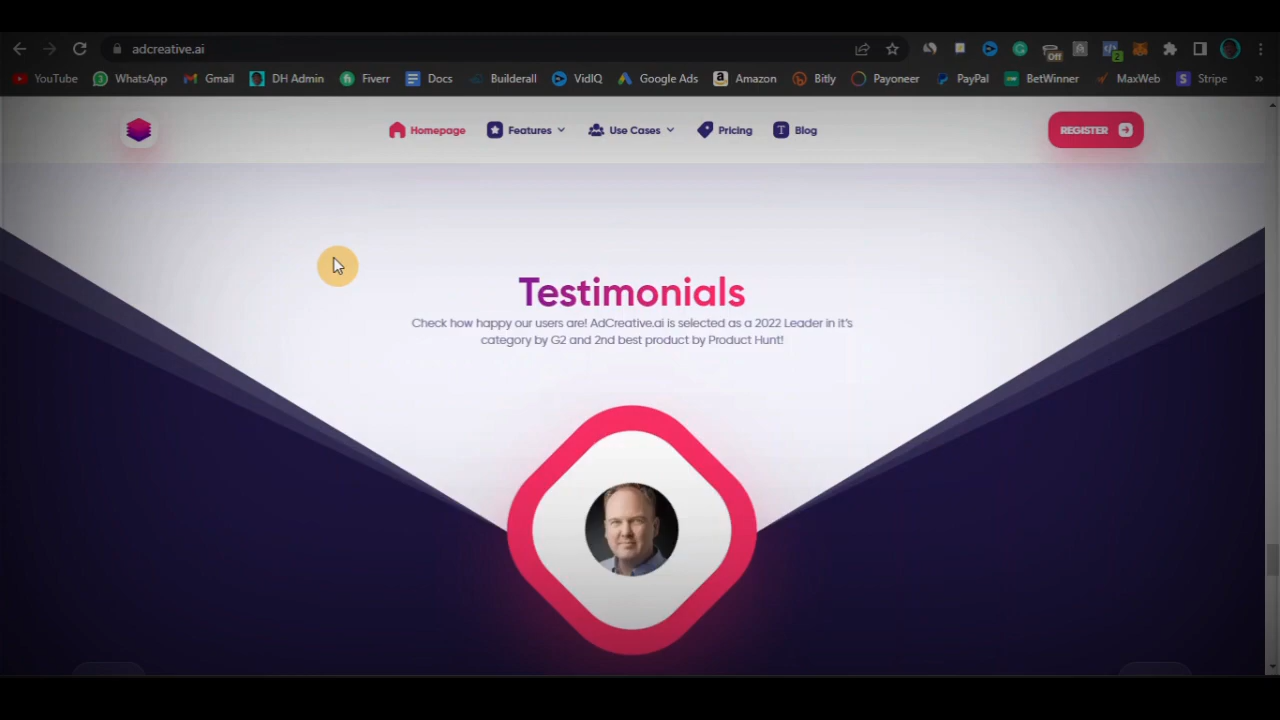 adcreative.ai
Off
2
YouTube WhatsApp Gmail DH Admin Fiverr Docs Builderall VidIQ Google Ads Amazon Bitly Payoneer PayPal BetWinner MaxWeb Stripe »
Homepage Features Use Cases Pricing Blog REGISTER
Testimonials
Check how happy our users are! AdCreative.ai is selected as a 2022 Leader in it's
category by G2 and 2nd best product by Product Hunt!